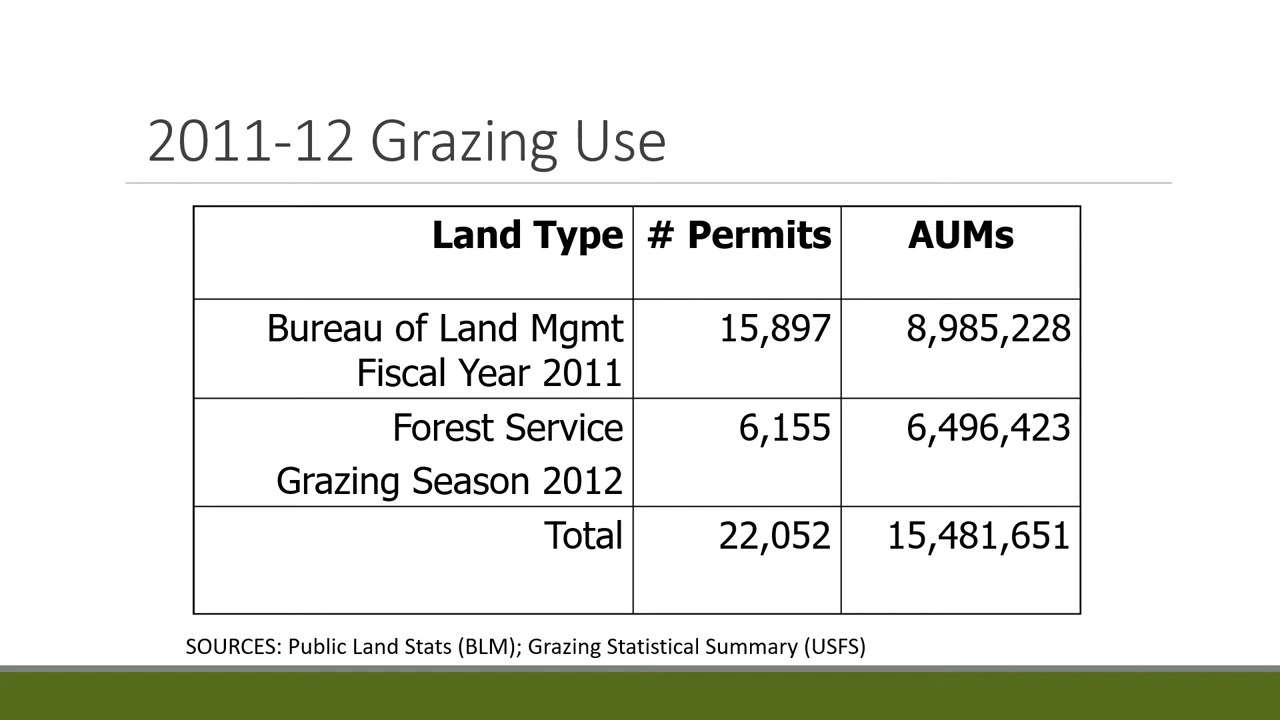 2011-12 Grazing Use
Land Type # Permits AUMs
Bureau of Land Mgmt 15,897 8,985,228
Fiscal Year 2011
Forest Service 6,155 6,496,423
Grazing Season 2012
Total 22,052 15,481,651
SOURCES: Public Land Stats (BLM); Grazing Statistical Summary (USFS)